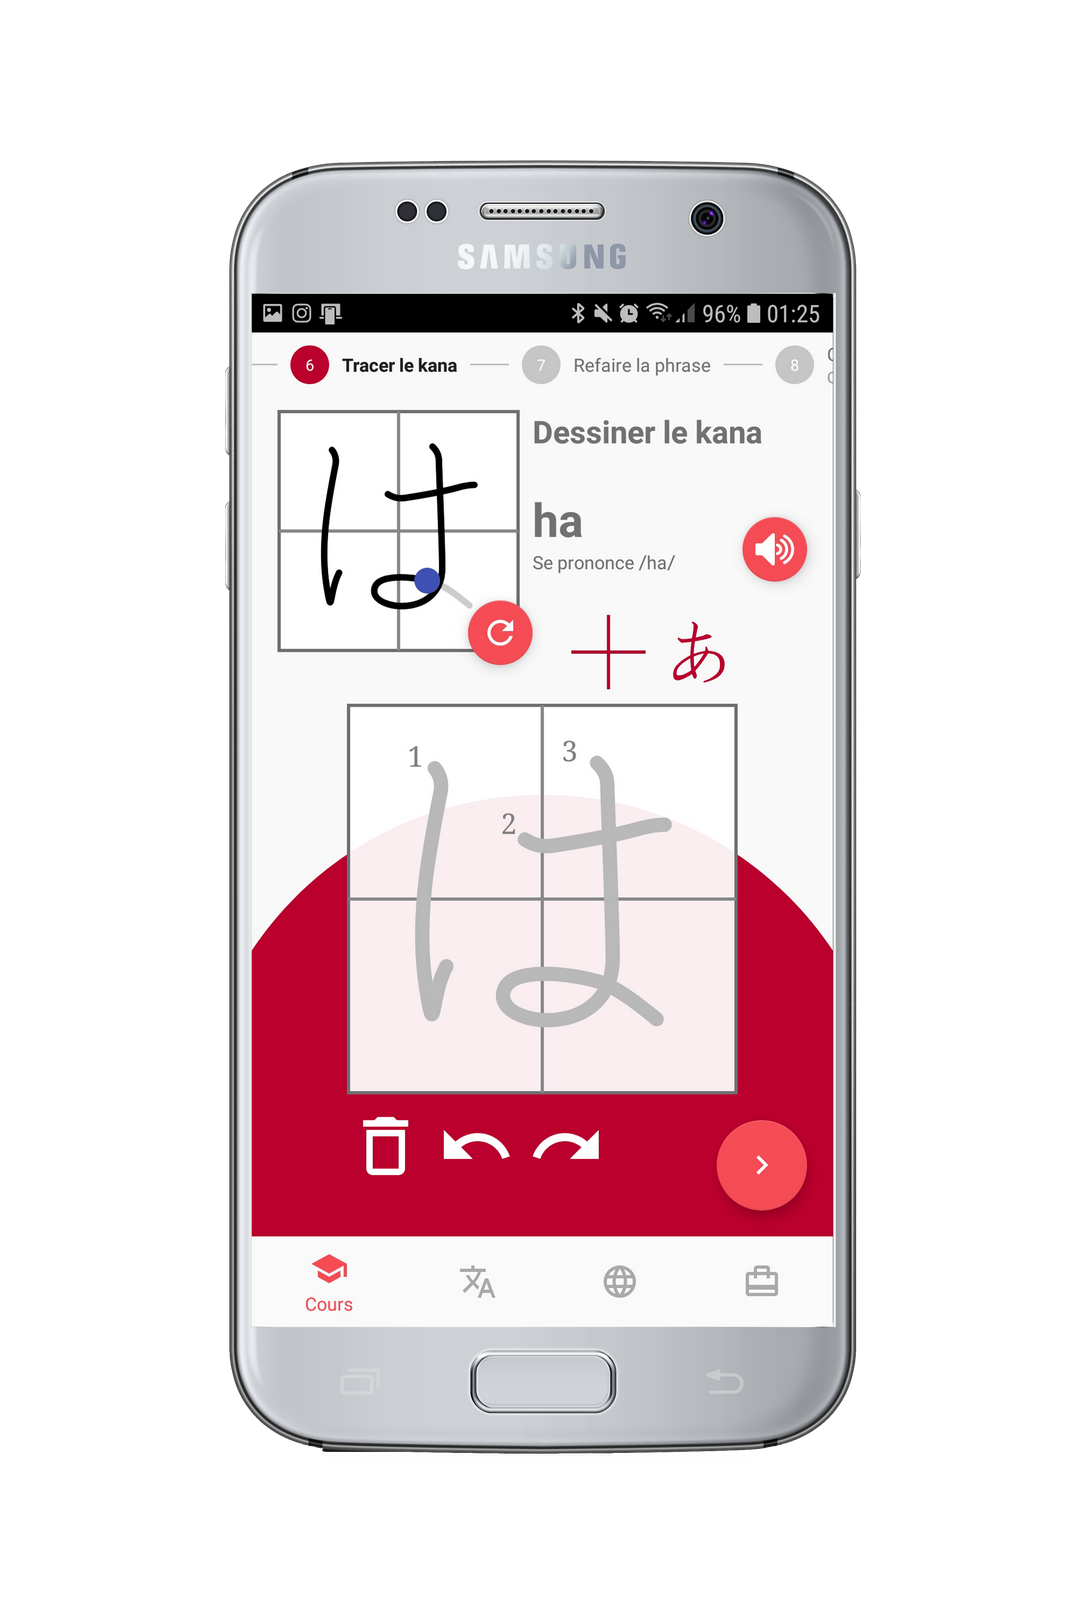 SAMSUNG
96% 01:25
6 Tracer le kana 7 Refaire la phrase 8
は
Dessiner le kana
ha
Se prononce /ha/
あ
1 2 3
は
Cours